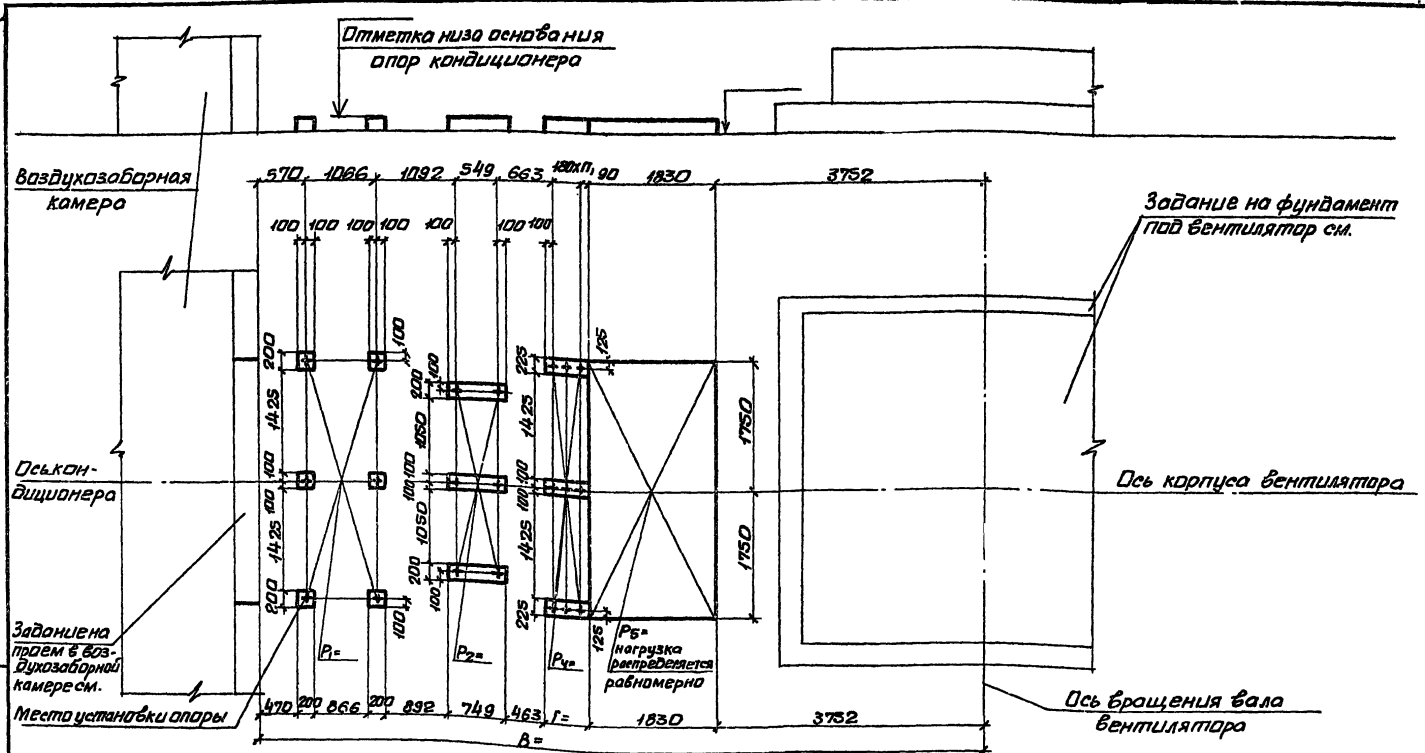 Отметка низа основания
опор кондиционера
Воздухозаборная
камера
570 1066 1092 549 663 180хп, 90 1830 3752
100 100 100 100 100 100 100
Задание на фундамент
под вентилятор см.
200 100 200 100 225 125
1425 1050 1425 1750
Ось кон-
диционера
100 100 100 100 100 100
Ось корпуса вентилятора
1425 1050 1425 1750
200 100 200 100 225 125
Задание на
проем в воз-
духозаборной
камере см.
P₁= P₂= P₄= P₅=
нагрузка
распределяется
равномерно
Место установки опоры
470 200 866 200 892 749 463 Г= 1830 3752
В=
Ось вращения вала
вентилятора